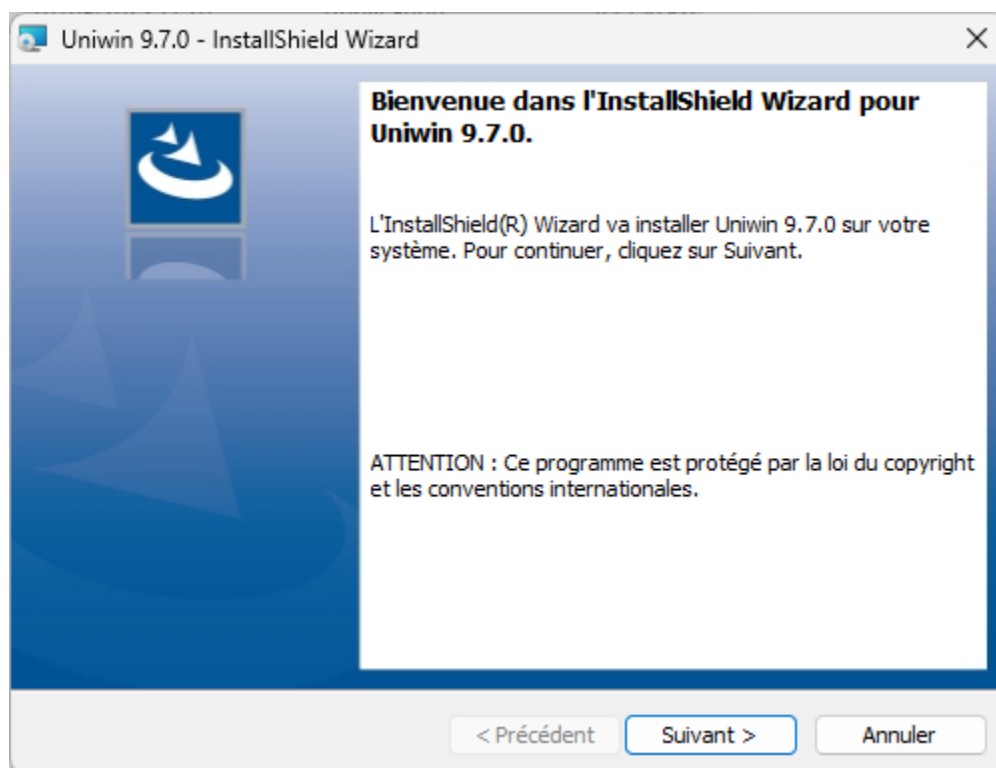 Uniwin 9.7.0 - InstallShield Wizard
Bienvenue dans l'InstallShield Wizard pour
Uniwin 9.7.0.
L'InstallShield(R) Wizard va installer Uniwin 9.7.0 sur votre
système. Pour continuer, cliquez sur Suivant.
ATTENTION : Ce programme est protégé par la loi du copyright
et les conventions internationales.
< Précédent Suivant > Annuler